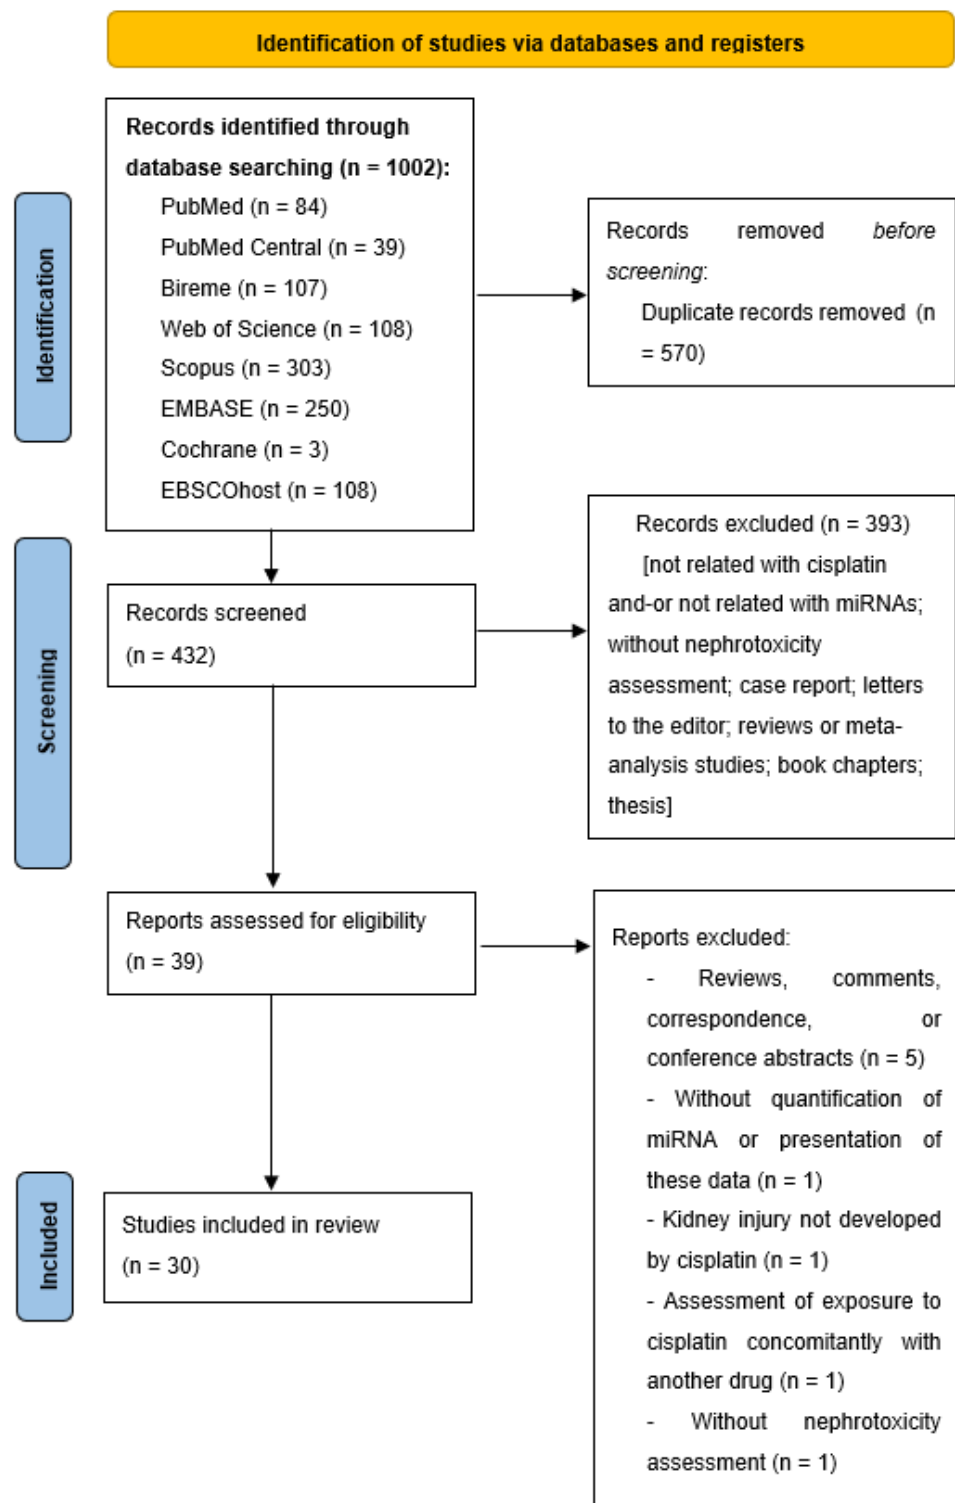 Identification of studies via databases and registers
Identification
Records identified through
database searching (n = 1002):
PubMed (n = 84)
PubMed Central (n = 39)
Bireme (n = 107)
Web of Science (n = 108)
Scopus (n = 303)
EMBASE (n = 250)
Cochrane (n = 3)
EBSCOhost (n = 108)
Records removed before
screening:
Duplicate records removed (n
= 570)
Screening
Records screened
(n = 432)
Records excluded (n = 393)
[not related with cisplatin
and-or not related with miRNAs;
without nephrotoxicity
assessment; case report; letters
to the editor; reviews or meta-
analysis studies; book chapters;
thesis]
Reports assessed for eligibility
(n = 39)
Reports excluded:
- Reviews, comments,
correspondence, or
conference abstracts (n = 5)
- Without quantification of
miRNA or presentation of
these data (n = 1)
- Kidney injury not developed
by cisplatin (n = 1)
- Assessment of exposure to
cisplatin concomitantly with
another drug (n = 1)
- Without nephrotoxicity
assessment (n = 1)
Included
Studies included in review
(n = 30)